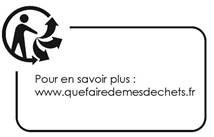 Pour en savoir plus :
www.quefairedemesdechets.fr